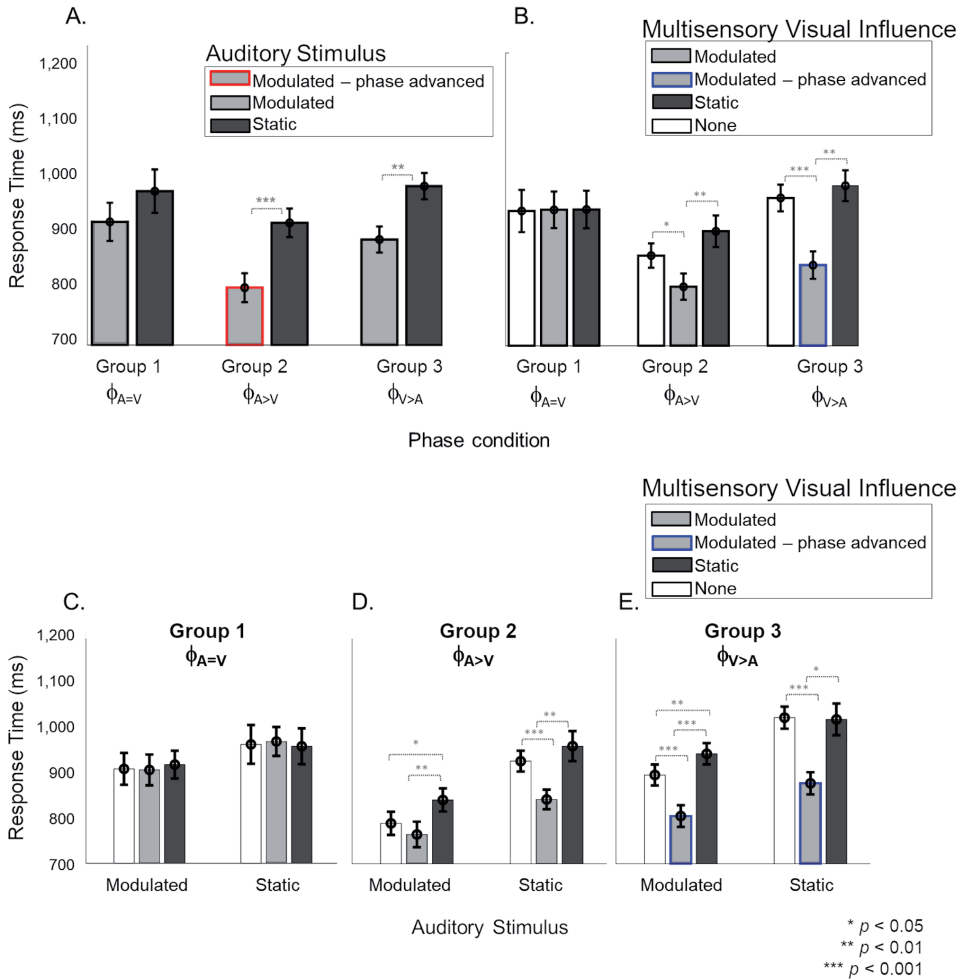 A.
Auditory Stimulus
Modulated – phase advanced
Modulated
Static
Response Time (ms)
1,200
1,100
1,000
900
800
700
***
**
Group 1
Group 2
Group 3
ϕA=V
ϕA>V
ϕV>A
B.
Multisensory Visual Influence
Modulated
Modulated – phase advanced
Static
None
*
**
***
**
Group 1
Group 2
Group 3
ϕA=V
ϕA>V
ϕV>A
Phase condition
Multisensory Visual Influence
Modulated
Modulated – phase advanced
Static
None
C.
Group 1
ϕA=V
Response Time (ms)
1,200
1,100
1,000
900
800
700
Modulated
Static
D.
Group 2
ϕA>V
*
**
**
***
Modulated
Static
E.
Group 3
ϕV>A
**
***
***
*
***
Modulated
Static
Auditory Stimulus
* p < 0.05
** p < 0.01
*** p < 0.001